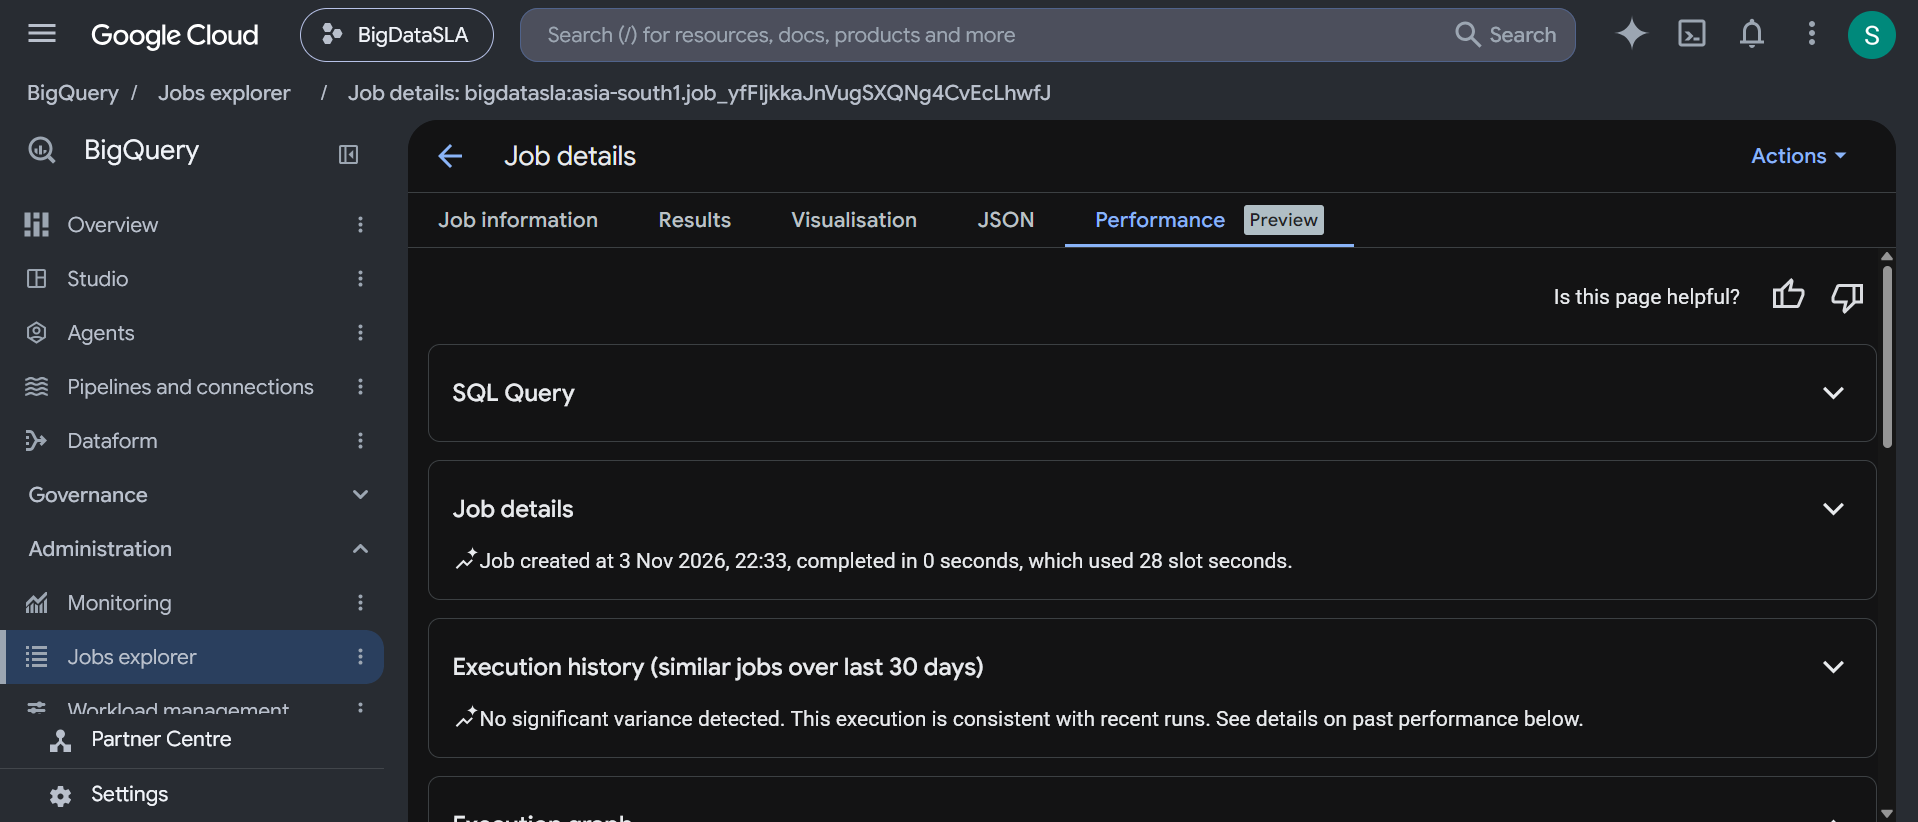 Google Cloud
BigDataSLA
Search (/) for resources, docs, products and more
Search
S
BigQuery / Jobs explorer / Job details: bigdatasla:asia-south1.job_yfFIjkkaJnVugSXQNg4CvEcLhwfJ
BigQuery
Overview
Studio
Agents
Pipelines and connections
Dataform
Governance
Administration
Monitoring
Jobs explorer
Workload management
Partner Centre
Settings
Job details
Actions
Job information
Results
Visualisation
JSON
Performance
Preview
Is this page helpful?
SQL Query
Job details
Job created at 3 Nov 2026, 22:33, completed in 0 seconds, which used 28 slot seconds.
Execution history (similar jobs over last 30 days)
No significant variance detected. This execution is consistent with recent runs. See details on past performance below.
Execution graph